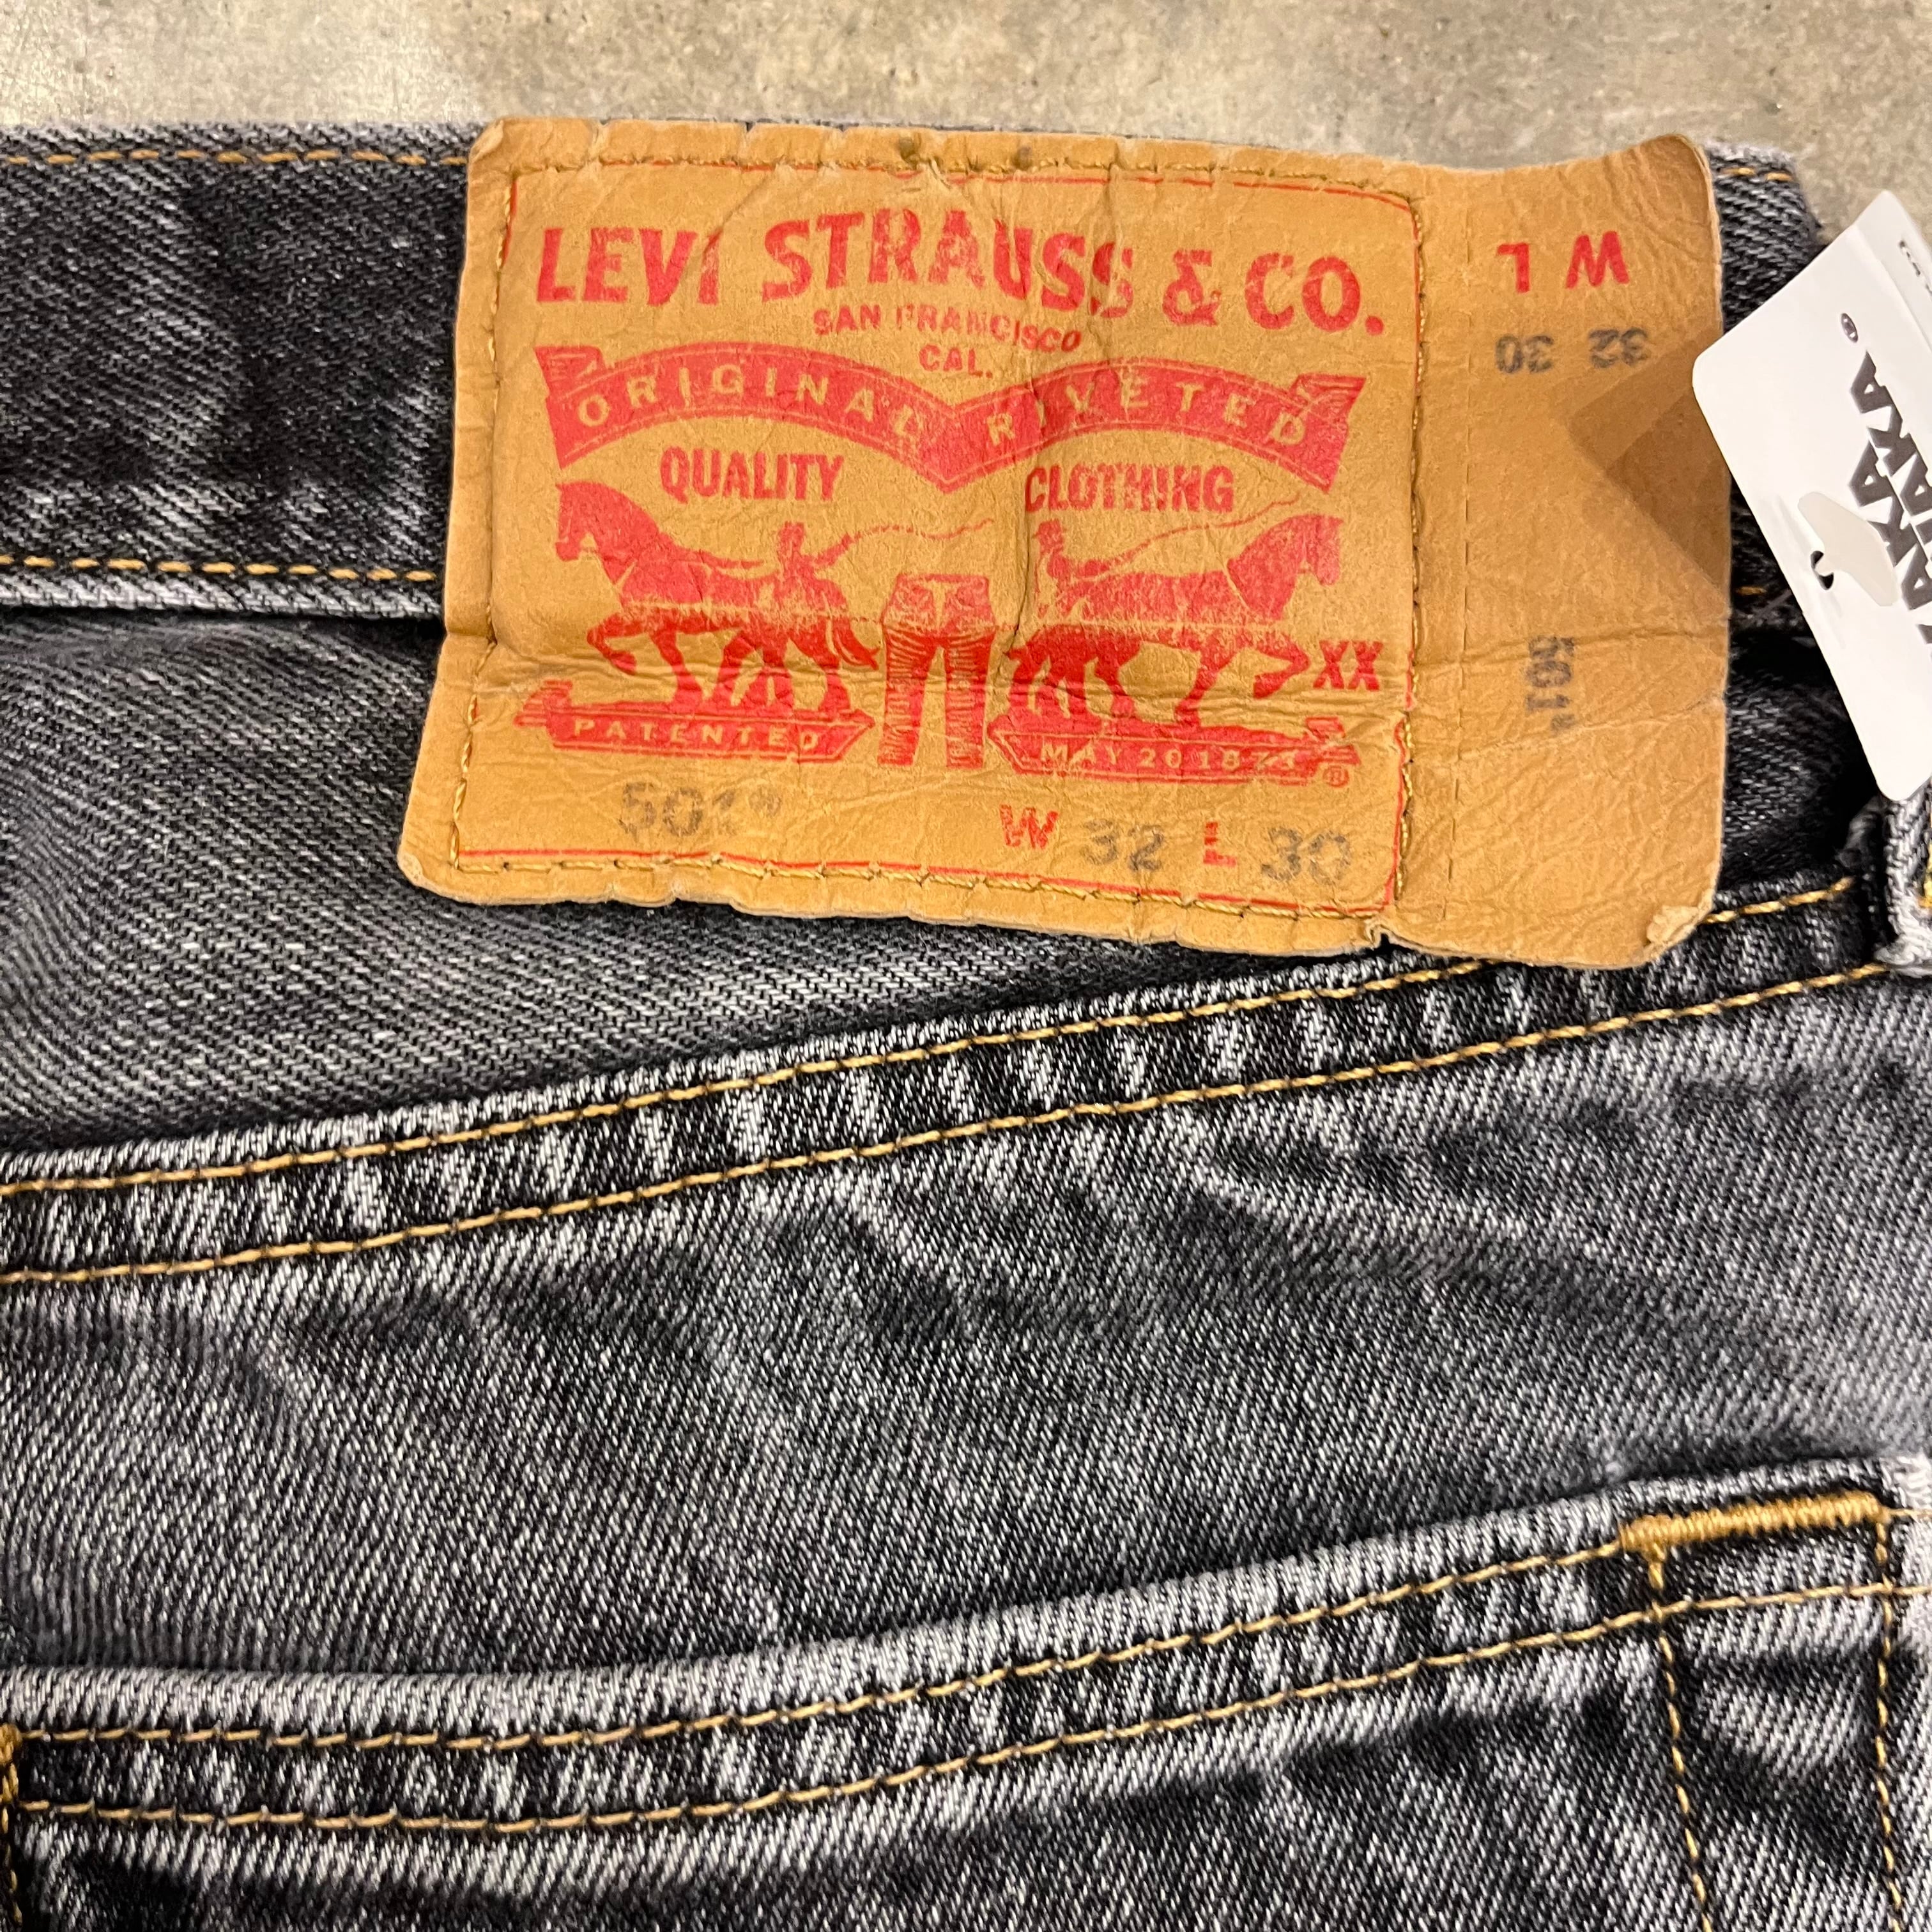 LEVI STRAUSS & CO.
SAN FRANCISCO
CAL.
ORIGINAL RIVETED
QUALITY CLOTHING
XX
PATENTED MAY 20 1873 ®
501® W 32 L 30
W L
32 30
501®
AKA
®